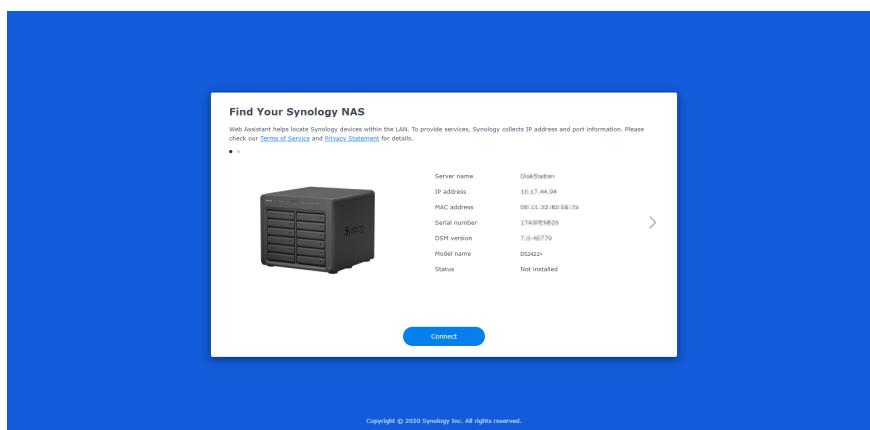 Find Your Synology NAS
Web Assistant helps locate Synology devices within the LAN. To provide services, Synology collects IP address and port information. Please
check our Terms of Service and Privacy Statement for details.
Server name DiskStation
IP address
MAC address
Serial number
DSM version
Model name DS2422+
Status Not installed
Connect
Copyright © 2020 Synology Inc. All rights reserved.